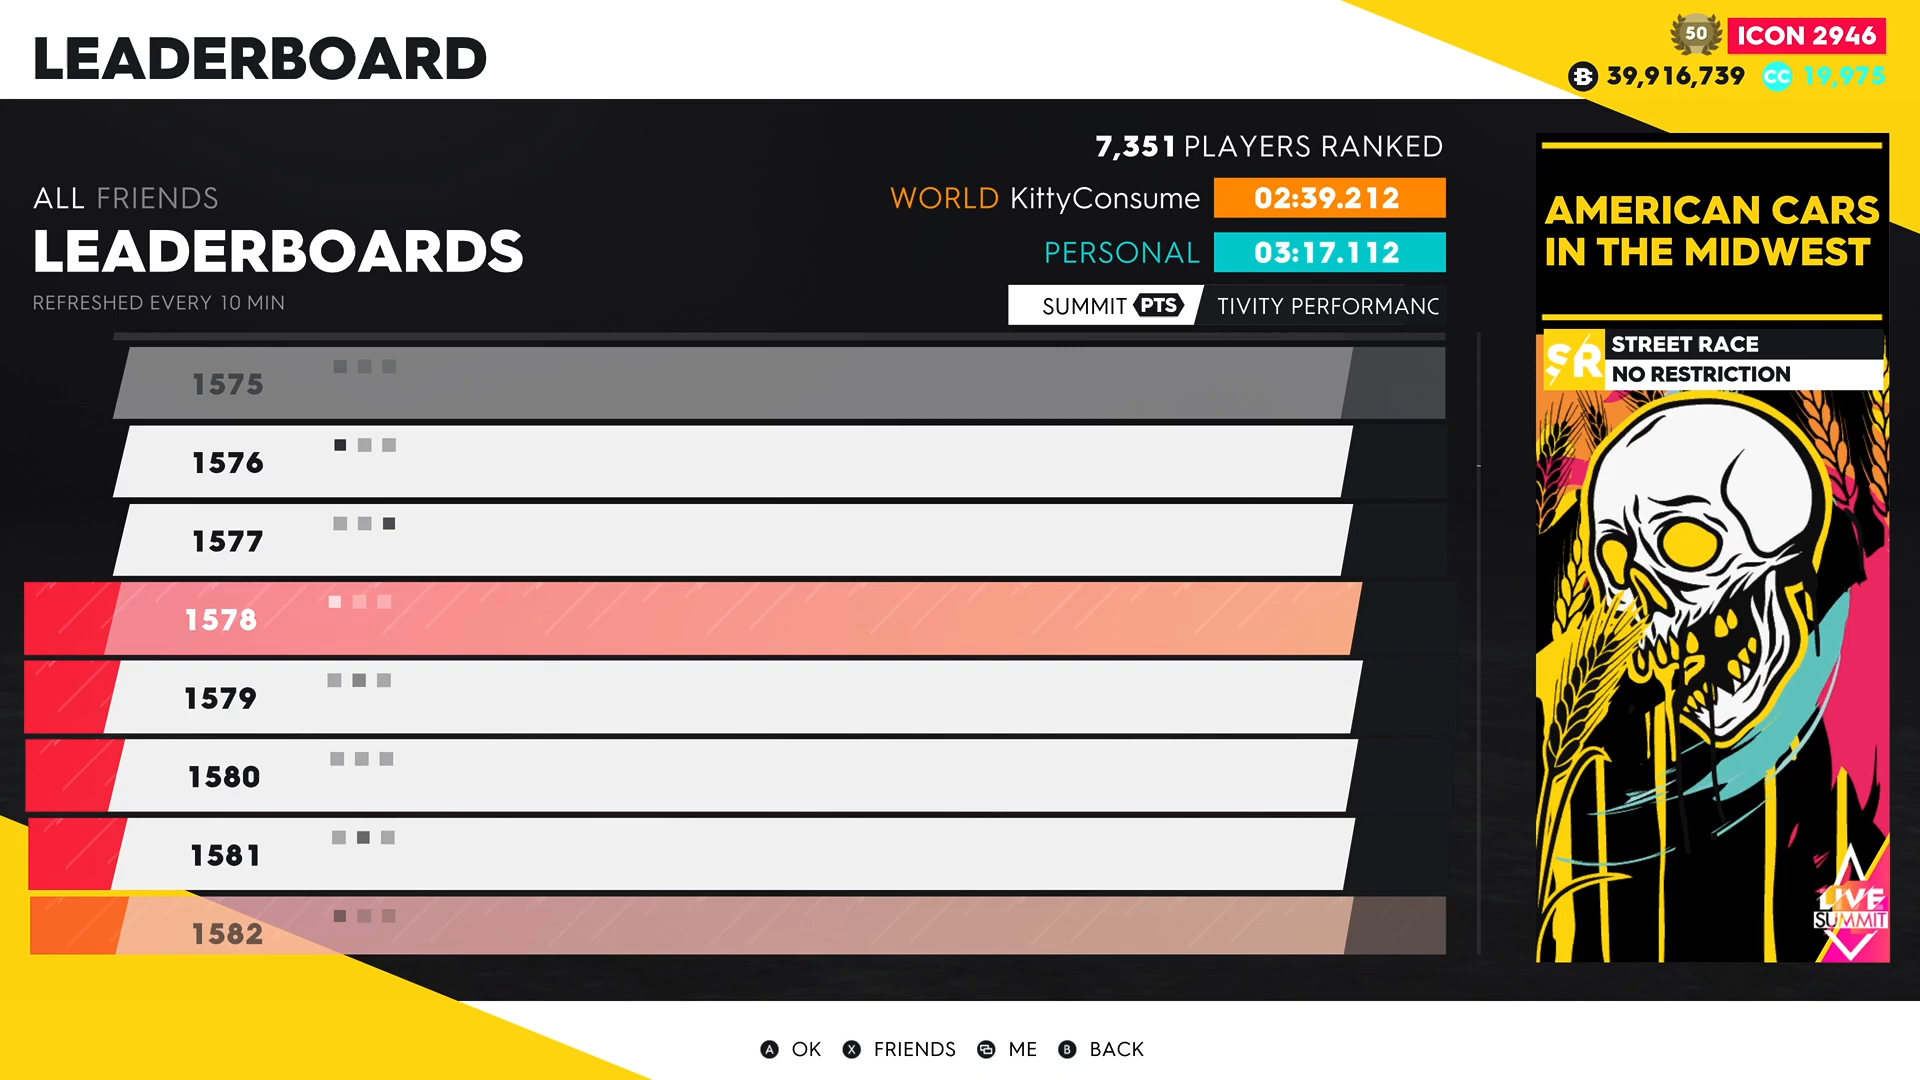 LEADERBOARD
50 ICON 2946
39,916,739 CC 19,975
7,351 PLAYERS RANKED
ALL FRIENDS
WORLD KittyConsume 02:39.212
LEADERBOARDS
PERSONAL 03:17.112
REFRESHED EVERY 10 MIN
SUMMIT PTS TIVITY PERFORMANC
1575
1576
1577
1578
1579
1580
1581
1582
AMERICAN CARS
IN THE MIDWEST
SR STREET RACE
NO RESTRICTION
LIVE
SUMMIT
A OK X FRIENDS ME B BACK